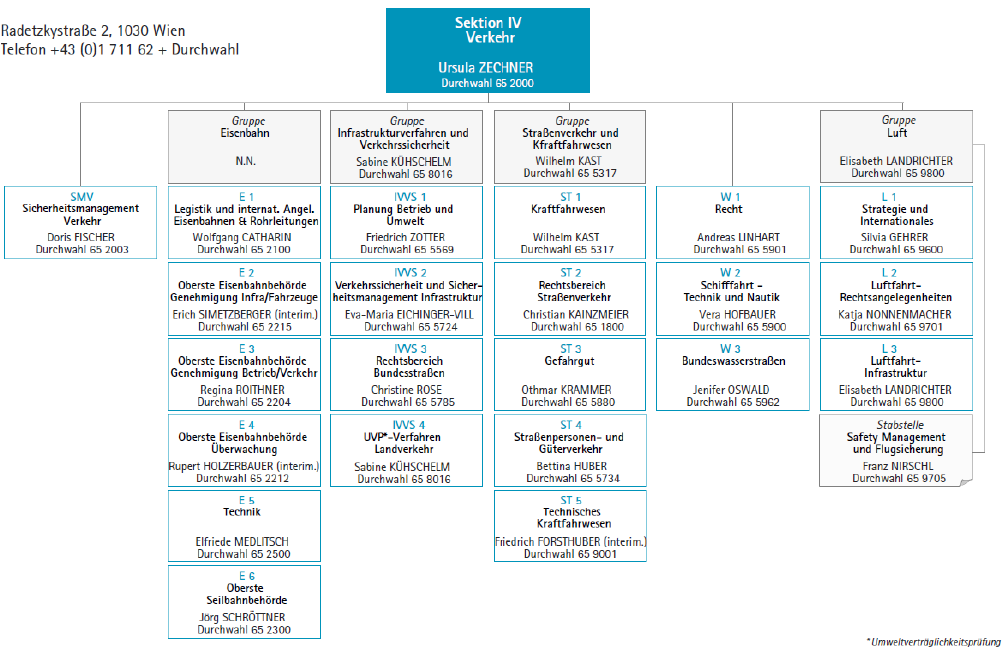 Radetzkystraße 2, 1030 Wien
Telefon +43 (0)1 711 62 + Durchwahl
Sektion IV
Verkehr
Ursula ZECHNER
Durchwahl 65 2000
Gruppe
Eisenbahn
N.N.
Gruppe
Infrastrukturverfahren und
Verkehrssicherheit
Sabine KÜHSCHELM
Durchwahl 65 8016
Gruppe
Straßenverkehr und
Kfraftfahrwesen
Wilhelm KAST
Durchwahl 65 5317
Gruppe
Luft
Elisabeth LANDRICHTER
Durchwahl 65 9800
SMV
Sicherheitsmanagement
Verkehr
Doris FISCHER
Durchwahl 65 2003
E 1
Legistik und internat. Angel.
Eisenbahnen & Rohrleitungen
Wolfgang CATHARIN
Durchwahl 65 2100
E 2
Oberste Eisenbahnbehörde
Genehmigung Infra/Fahrzeuge
Erich SIMETZBERGER (interim.)
Durchwahl 65 2215
E 3
Oberste Eisenbahnbehörde
Genehmigung Betrieb/Verkehr
Regina ROITHNER
Durchwahl 65 2204
E 4
Oberste Eisenbahnbehörde
Überwachung
Rupert HOLZERBAUER (interim.)
Durchwahl 65 2212
E 5
Technik
Elfriede MEDLITSCH
Durchwahl 65 2500
E 6
Oberste
Seilbahnbehörde
Jörg SCHRÖTTNER
Durchwahl 65 2300
IVVS 1
Planung Betrieb und
Umwelt
Friedrich ZOTTER
Durchwahl 65 5569
IVVS 2
Verkehrssicherheit und Sicher-
heitsmanagement Infrastruktur
Eva-Maria EICHINGER-VILL
Durchwahl 65 5724
IVVS 3
Rechtsbereich
Bundesstraßen
Christine ROSE
Durchwahl 65 5785
IVVS 4
UVP*-Verfahren
Landverkehr
Sabine KÜHSCHELM
Durchwahl 65 8016
ST 1
Kraftfahrwesen
Wilhelm KAST
Durchwahl 65 5317
ST 2
Rechtsbereich
Straßenverkehr
Christian KAINZMEIER
Durchwahl 65 1800
ST 3
Gefahrgut
Othmar KRAMMER
Durchwahl 65 5880
ST 4
Straßenpersonen- und
Güterverkehr
Bettina HUBER
Durchwahl 65 5734
ST 5
Technisches
Kraftfahrwesen
Friedrich FORSTHUBER (interim.)
Durchwahl 65 9001
W 1
Recht
Andreas LINHART
Durchwahl 65 5901
W 2
Schifffahrt -
Technik und Nautik
Vera HOFBAUER
Durchwahl 65 5900
W 3
Bundeswasserstraßen
Jenifer OSWALD
Durchwahl 65 5962
L 1
Strategie und
Internationales
Silvia GEHRER
Durchwahl 65 9600
L 2
Luftfahrt-
Rechtsangelegenheiten
Katja NONNENMACHER
Durchwahl 65 9701
L 3
Luftfahrt-
Infrastruktur
Elisabeth LANDRICHTER
Durchwahl 65 9800
Stabstelle
Safety Management
und Flugsicherung
Franz NIRSCHL
Durchwahl 65 9705
*Umweltverträglichkeitsprüfung